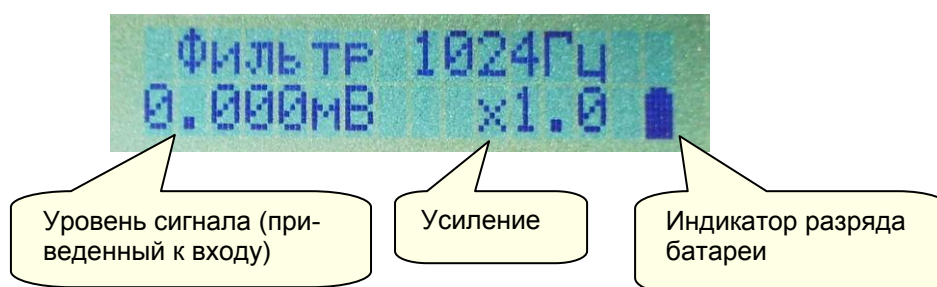 Фильтр 1024Гц
0.000мВ x1.0
Уровень сигнала (при-
веденный к входу)
Усиление
Индикатор разряда
батареи